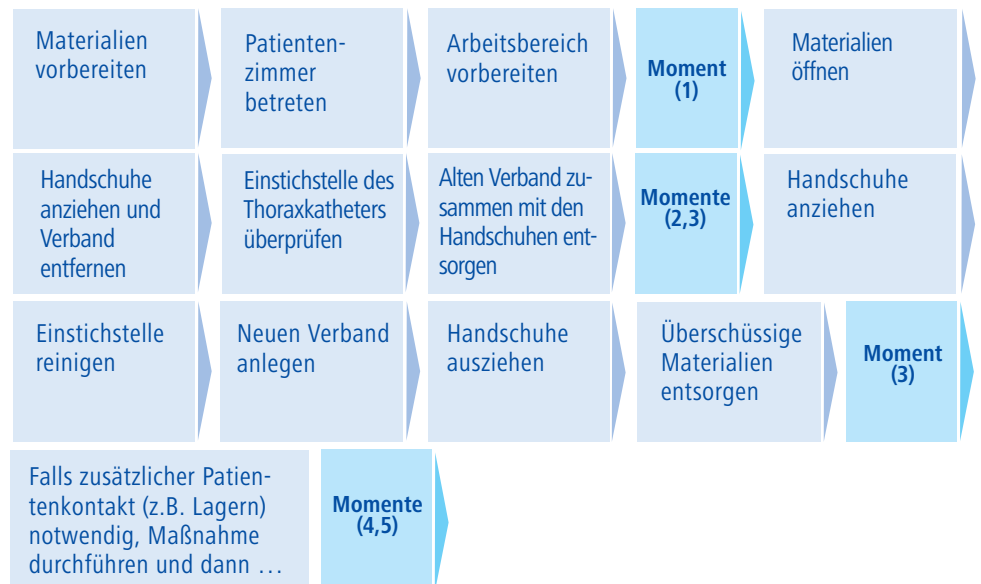 Materialien
vorbereiten
Patienten-
zimmer
betreten
Arbeitsbereich
vorbereiten
Moment
(1)
Materialien
öffnen
Handschuhe
anziehen und
Verband
entfernen
Einstichstelle des
Thoraxkatheters
überprüfen
Alten Verband zu-
sammen mit den
Handschuhen ent-
sorgen
Momente
(2,3)
Handschuhe
anziehen
Einstichstelle
reinigen
Neuen Verband
anlegen
Handschuhe
ausziehen
Überschüssige
Materialien
entsorgen
Moment
(3)
Falls zusätzlicher Patien-
tenkontakt (z.B. Lagern)
notwendig, Maßnahme
durchführen und dann …
Momente
(4,5)